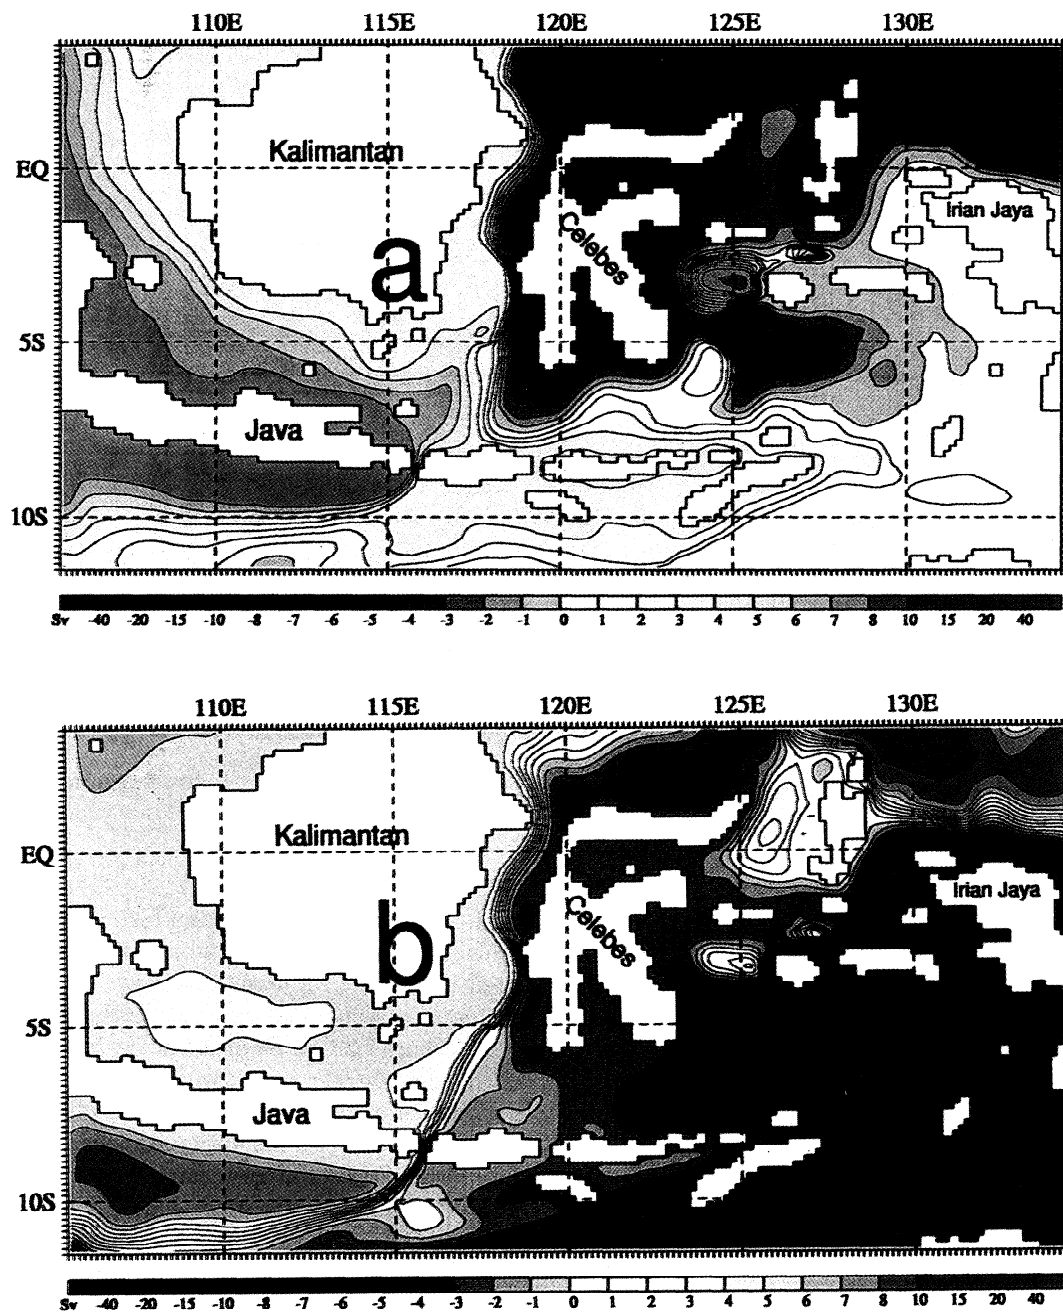 110E 115E 120E 125E 130E
EQ
Kalimantan
Irian Jaya
Celebes
a
5S
Java
10S
Sv -40 -20 -15 -10 -8 -7 -6 -5 -4 -3 -2 -1 0 1 2 3 4 5 6 7 8 10 15 20 40
110E 115E 120E 125E 130E
Kalimantan
EQ
Irian Jaya
Celebes
b
5S
Java
10S
Sv -40 -20 -15 -10 -8 -7 -6 -5 -4 -3 -2 -1 0 1 2 3 4 5 6 7 8 10 15 20 40